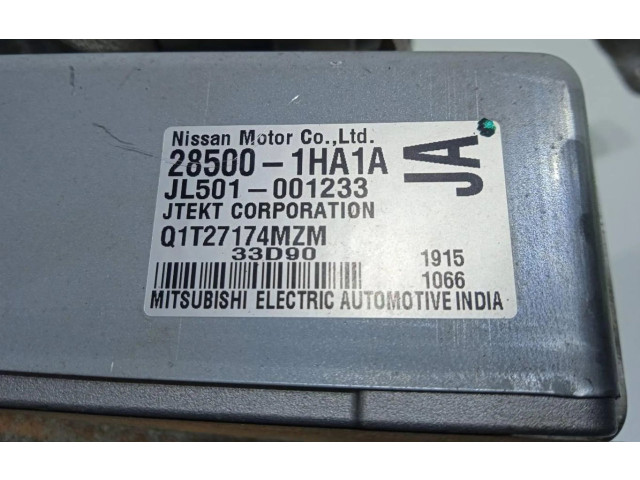 Nissan Motor Co.,Ltd.
28500-1HA1A
JA
JL501-001233
JTEKT CORPORATION
Q1T27174MZM
33D90
1915
1066
MITSUBISHI ELECTRIC AUTOMOTIVE INDIA